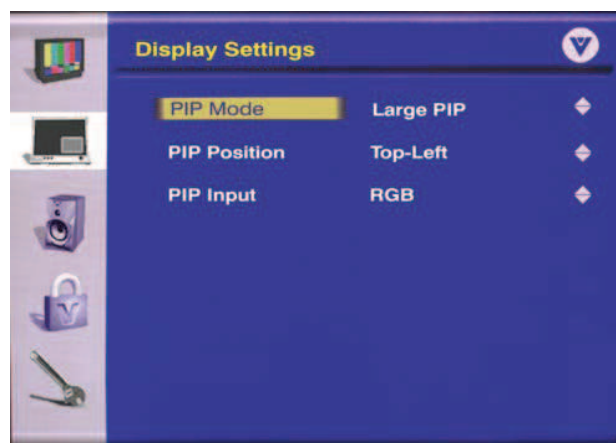 Display Settings
PIP Mode Large PIP
PIP Position Top-Left
PIP Input RGB